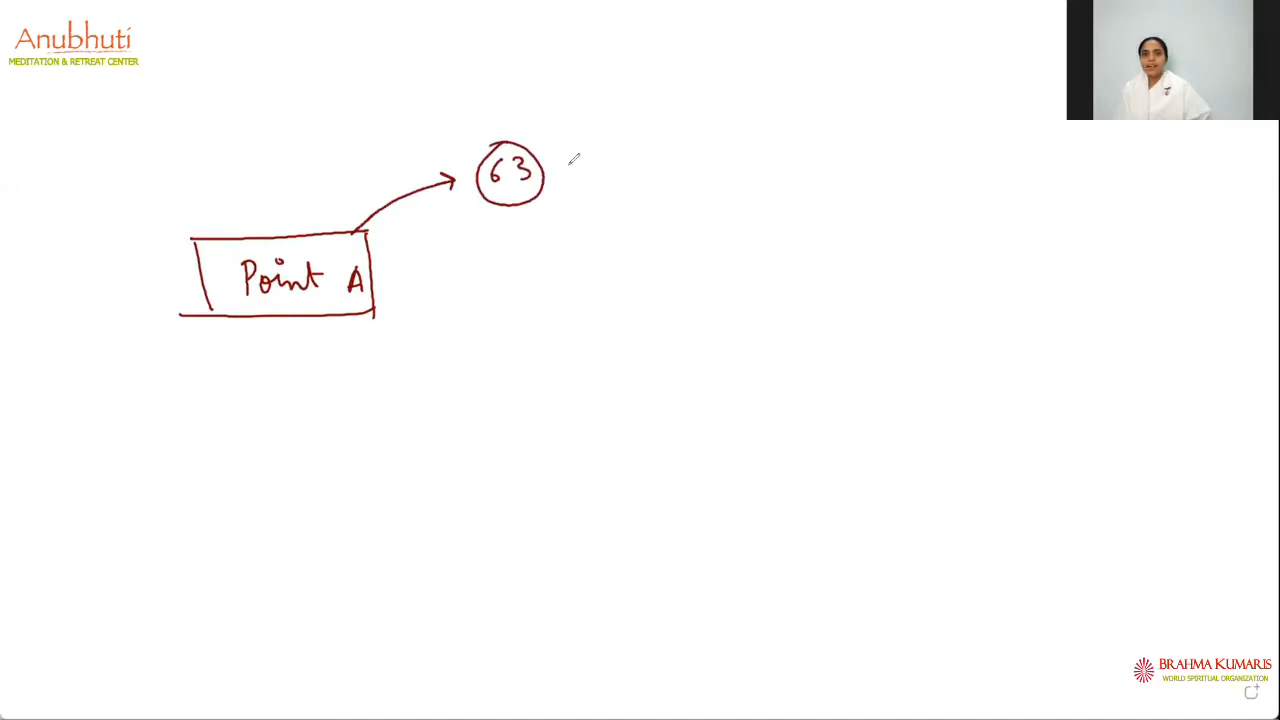 Anubhuti
MEDITATION & RETREAT CENTER
63
Point A
BRAHMA KUMARIS
WORLD SPIRITUAL ORGANIZATION